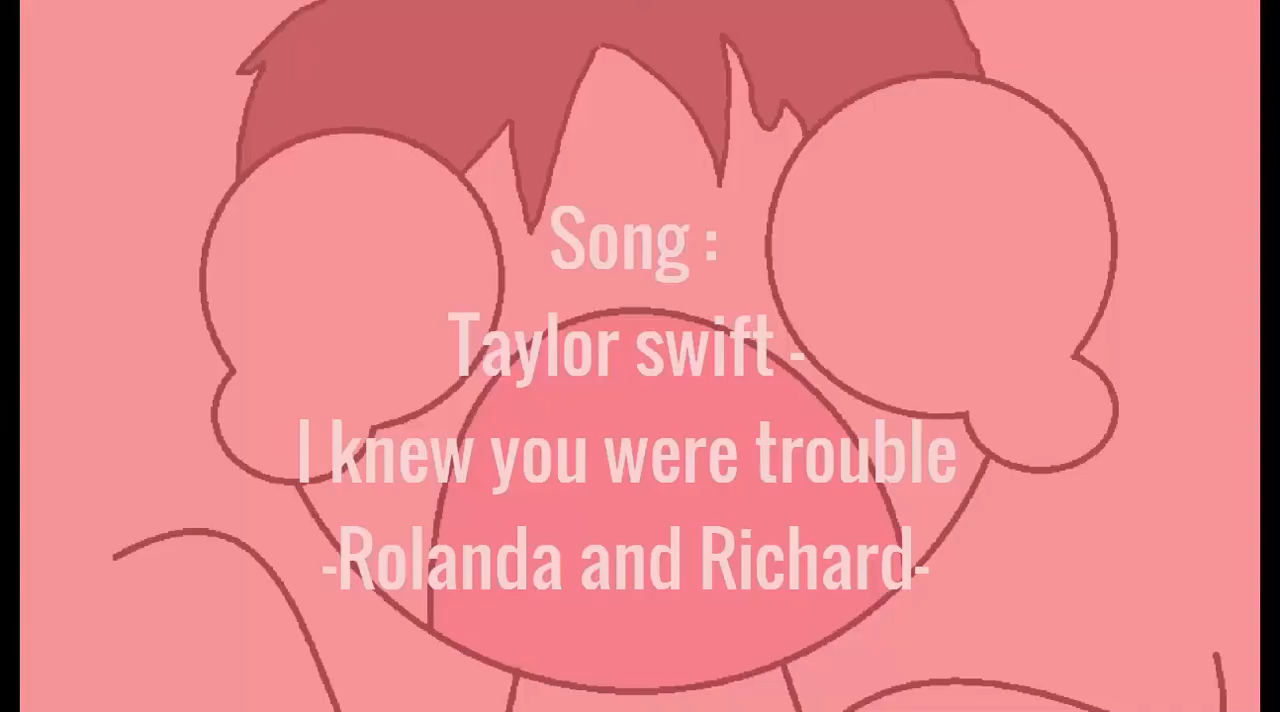 Song :
Taylor swift -
I knew you were trouble
-Rolanda and Richard-